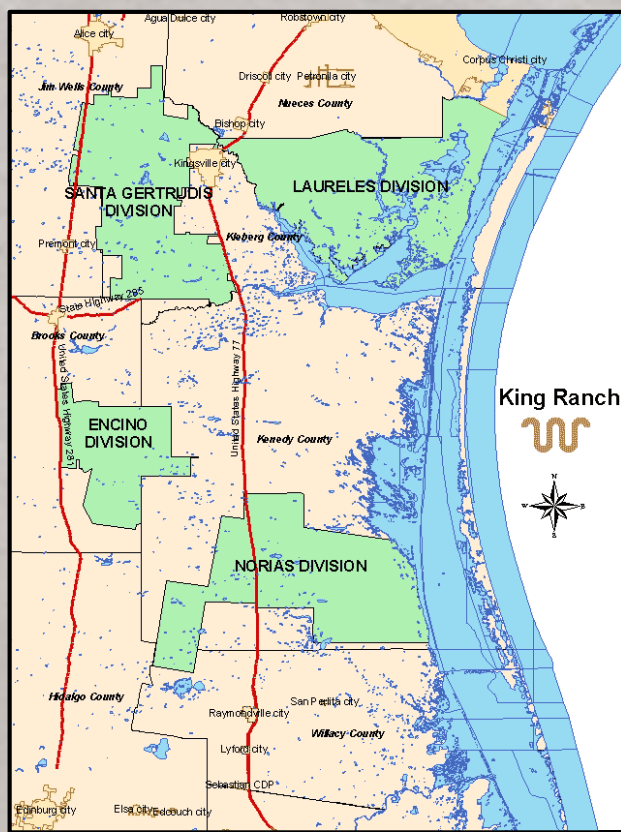 Agua Dulce city
Robstown city
Alice city
Corpus Christi city
Driscoll city
Petronila city
Jim Wells County
Nueces County
Bishop city
Kingsville city
SANTA GERTRUDIS
DIVISION
LAURELES DIVISION
Kleberg County
Premont city
State Highway 285
Brooks County
United States Highway 281
United States Highway 77
King Ranch
ENCINO
DIVISION
Kenedy County
N
W
E
S
NORIAS DIVISION
Hidalgo County
San Perlita city
Raymondville city
Willacy County
Lyford city
Sebastian CDP
Edinburg city
Elsa city
Edcouch city